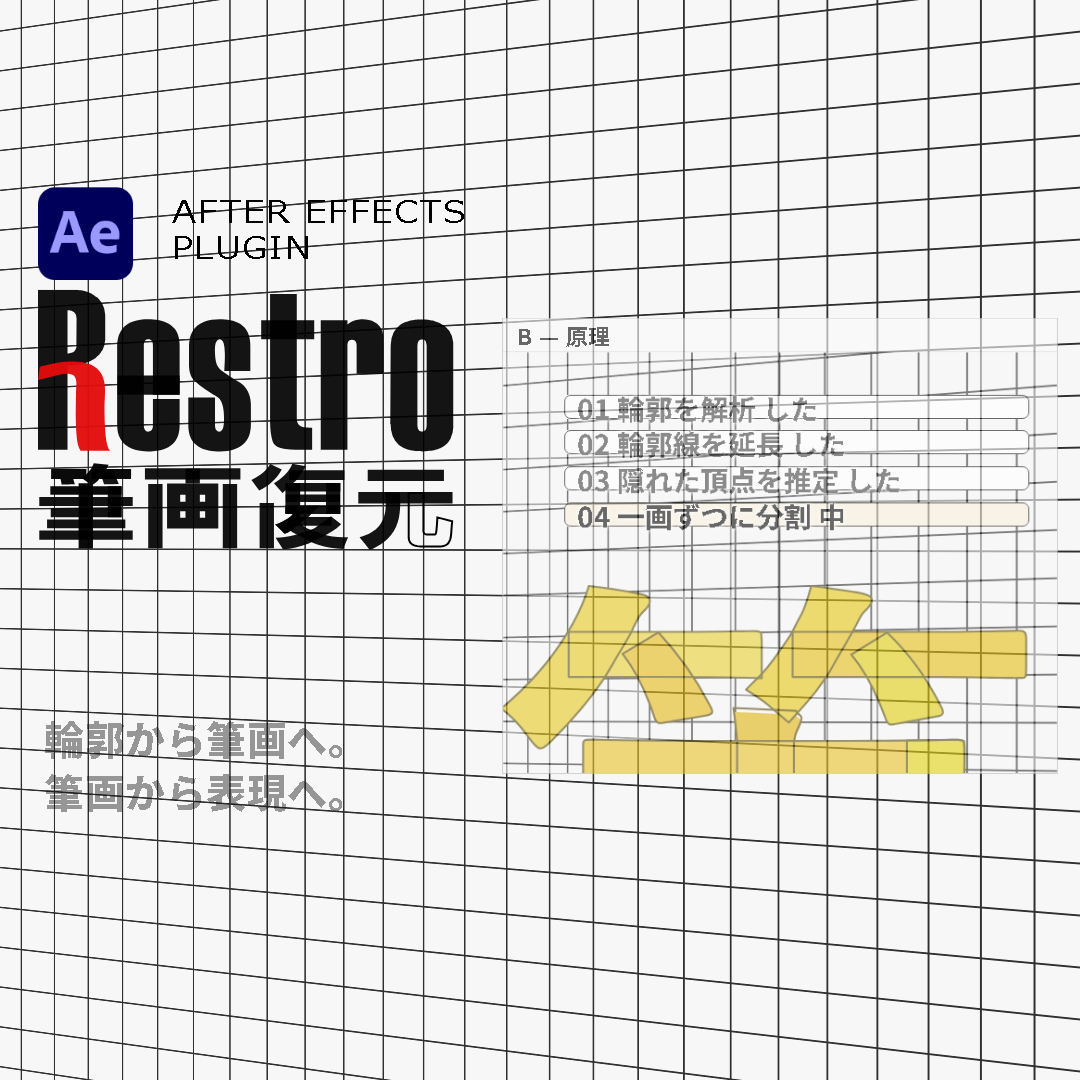 Ae
AFTER EFFECTS
PLUGIN
Restro
筆画復元
B — 原理
01 輪郭を解析 した
02 輪郭線を延長 した
03 隠れた頂点を推定 した
04 一画ずつに分割 中
輪郭から筆画へ。
筆画から表現へ。